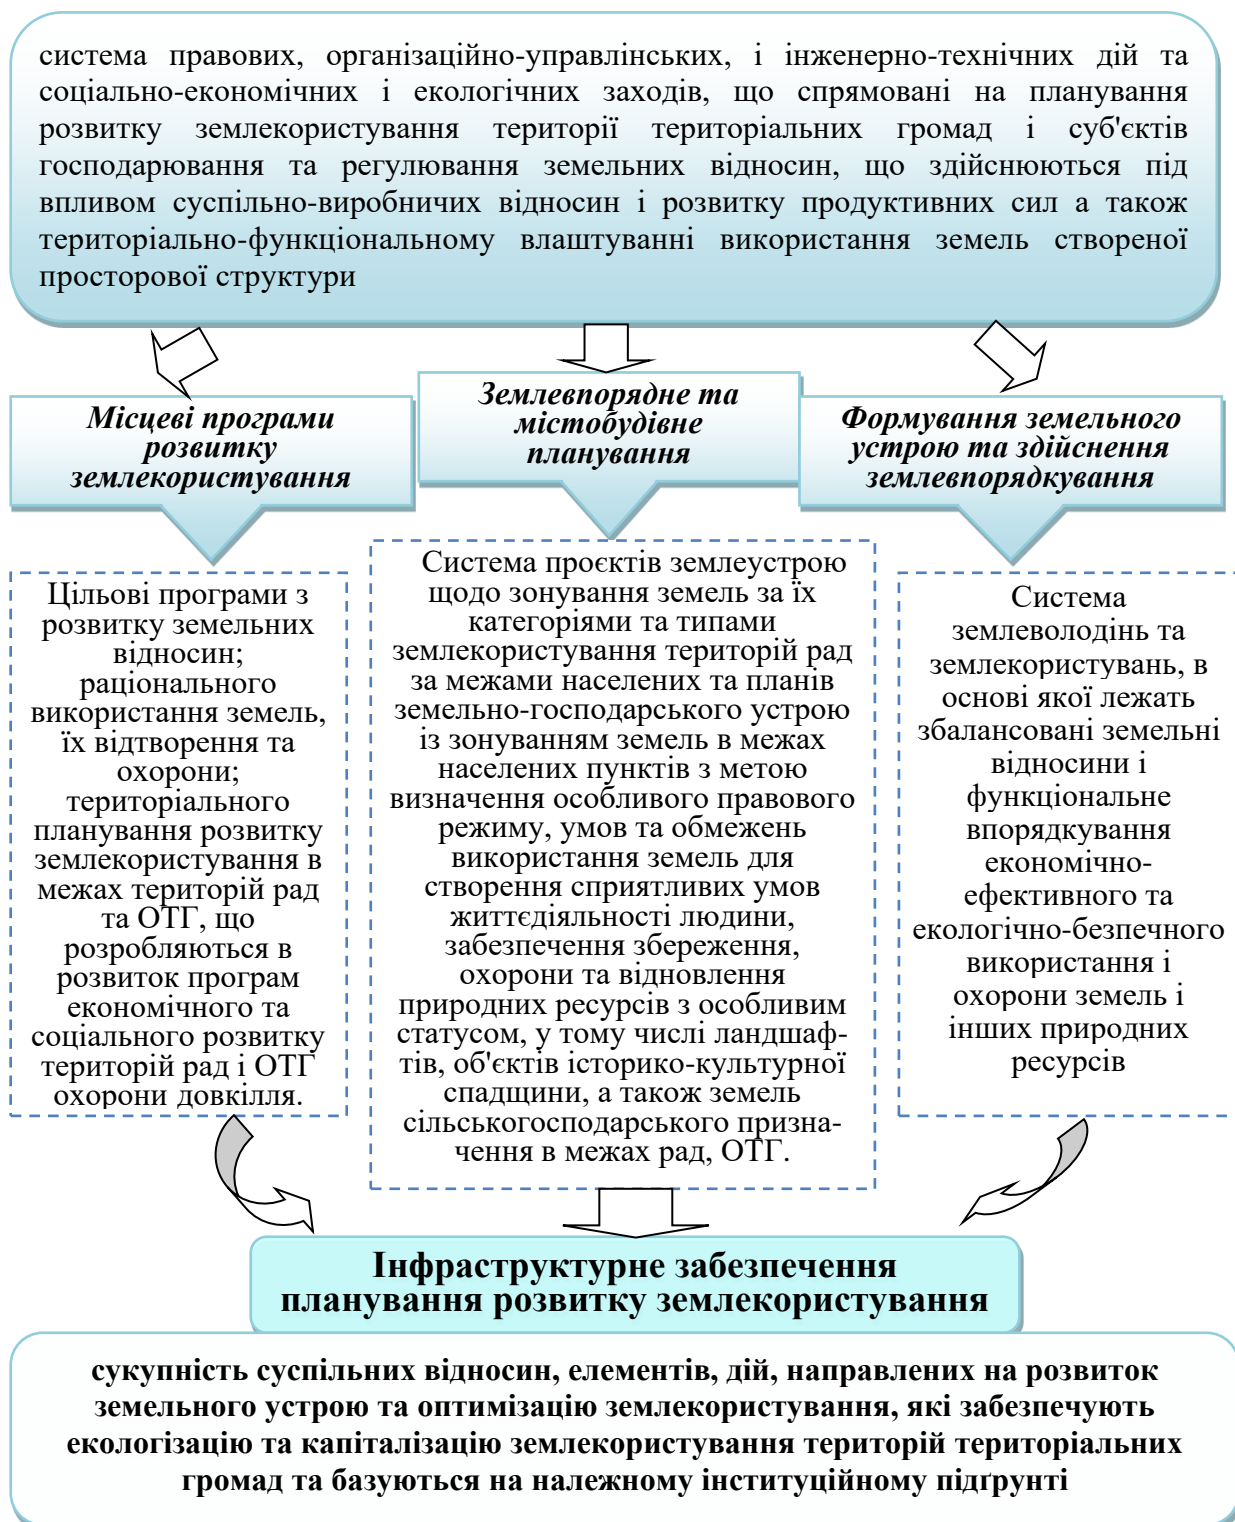 система правових, організаційно-управлінських, і інженерно-технічних дій та
соціально-економічних і екологічних заходів, що спрямовані на планування
розвитку землекористування території територіальних громад і суб'єктів
господарювання та регулювання земельних відносин, що здійснюються під
впливом суспільно-виробничих відносин і розвитку продуктивних сил а також
територіально-функціональному влаштуванні використання земель створеної
просторової структури
Місцеві програми
розвитку
землекористування
Землевпорядне та
містобудівне
планування
Формування земельного
устрою та здійснення
землевпорядкування
Цільові програми з
розвитку земельних
відносин;
раціонального
використання земель,
їх відтворення та
охорони;
територіального
планування розвитку
землекористування в
межах територій рад
та ОТГ, що
розробляються в
розвиток програм
економічного та
соціального розвитку
територій рад і ОТГ
охорони довкілля.
Система проєктів землеустрою
щодо зонування земель за їх
категоріями та типами
землекористування територій рад
за межами населених та планів
земельно-господарського устрою
із зонуванням земель в межах
населених пунктів з метою
визначення особливого правового
режиму, умов та обмежень
використання земель для
створення сприятливих умов
життєдіяльності людини,
забезпечення збереження,
охорони та відновлення
природних ресурсів з особливим
статусом, у тому числі ландшаф-
тів, об'єктів історико-культурної
спадщини, а також земель
сільськогосподарського призна-
чення в межах рад, ОТГ.
Система
землеволодінь та
землекористувань, в
основі якої лежать
збалансовані земельні
відносини і
функціональне
впорядкування
економічно-
ефективного та
екологічно-безпечного
використання і
охорони земель і
інших природних
ресурсів
Інфраструктурне забезпечення
планування розвитку землекористування
сукупність суспільних відносин, елементів, дій, направлених на розвиток
земельного устрою та оптимізацію землекористування, які забезпечують
екологізацію та капіталізацію землекористування територій територіальних
громад та базуються на належному інституційному підґрунті